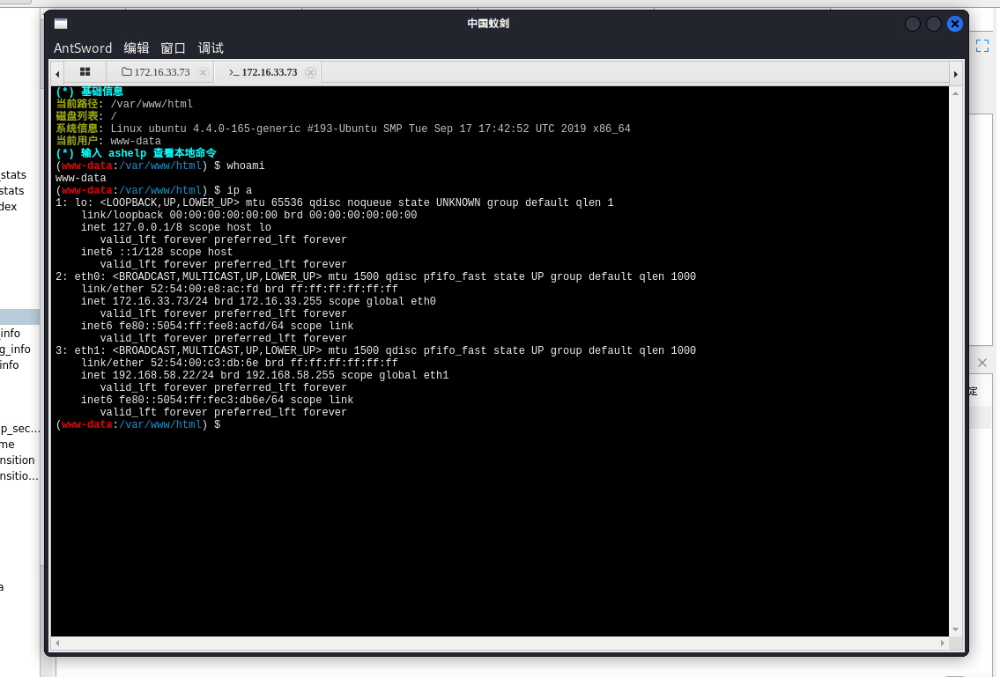 中国蚁剑
AntSword 编辑 窗口 调试
172.16.33.73 >_ 172.16.33.73
(*) 基础信息
当前路径: /var/www/html
磁盘列表: /
系统信息: Linux ubuntu 4.4.0-165-generic #193-Ubuntu SMP Tue Sep 17 17:42:52 UTC 2019 x86_64
当前用户: www-data
(*) 输入 ashelp 查看本地命令
(www-data:/var/www/html) $ whoami
www-data
(www-data:/var/www/html) $ ip a
1: lo: <LOOPBACK,UP,LOWER_UP> mtu 65536 qdisc noqueue state UNKNOWN group default qlen 1
    link/loopback 00:00:00:00:00:00 brd 00:00:00:00:00:00
    inet 127.0.0.1/8 scope host lo
       valid_lft forever preferred_lft forever
    inet6 ::1/128 scope host
       valid_lft forever preferred_lft forever
2: eth0: <BROADCAST,MULTICAST,UP,LOWER_UP> mtu 1500 qdisc pfifo_fast state UP group default qlen 1000
    link/ether 52:54:00:e8:ac:fd brd ff:ff:ff:ff:ff:ff
    inet 172.16.33.73/24 brd 172.16.33.255 scope global eth0
       valid_lft forever preferred_lft forever
    inet6 fe80::5054:ff:fee8:acfd/64 scope link
       valid_lft forever preferred_lft forever
3: eth1: <BROADCAST,MULTICAST,UP,LOWER_UP> mtu 1500 qdisc pfifo_fast state UP group default qlen 1000
    link/ether 52:54:00:c3:db:6e brd ff:ff:ff:ff:ff:ff
    inet 192.168.58.22/24 brd 192.168.58.255 scope global eth1
       valid_lft forever preferred_lft forever
    inet6 fe80::5054:ff:fec3:db6e/64 scope link
       valid_lft forever preferred_lft forever
(www-data:/var/www/html) $
_stats
stats
dex
_info
g_info
info
p_sec...
me
nsition
nsitio...
a
定